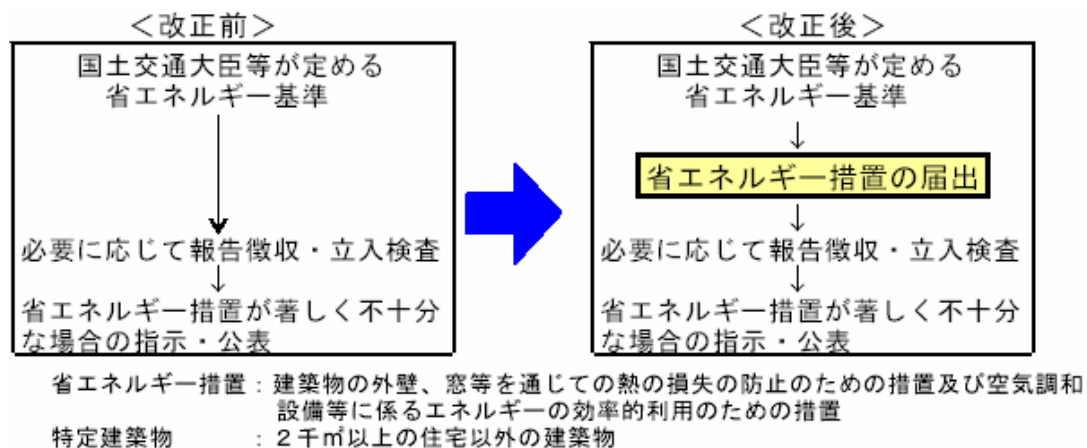 ＜改正前＞
国土交通大臣等が定める
省エネルギー基準
↓
必要に応じて報告徴収・立入検査
↓
省エネルギー措置が著しく不十分
な場合の指示・公表
＜改正後＞
国土交通大臣等が定める
省エネルギー基準
↓
省エネルギー措置の届出
↓
必要に応じて報告徴収・立入検査
↓
省エネルギー措置が著しく不十分
な場合の指示・公表
省エネルギー措置：建築物の外壁、窓等を通じての熱の損失の防止のための措置及び空気調和
設備等に係るエネルギーの効率的利用のための措置
特定建築物　　　：２千㎡以上の住宅以外の建築物